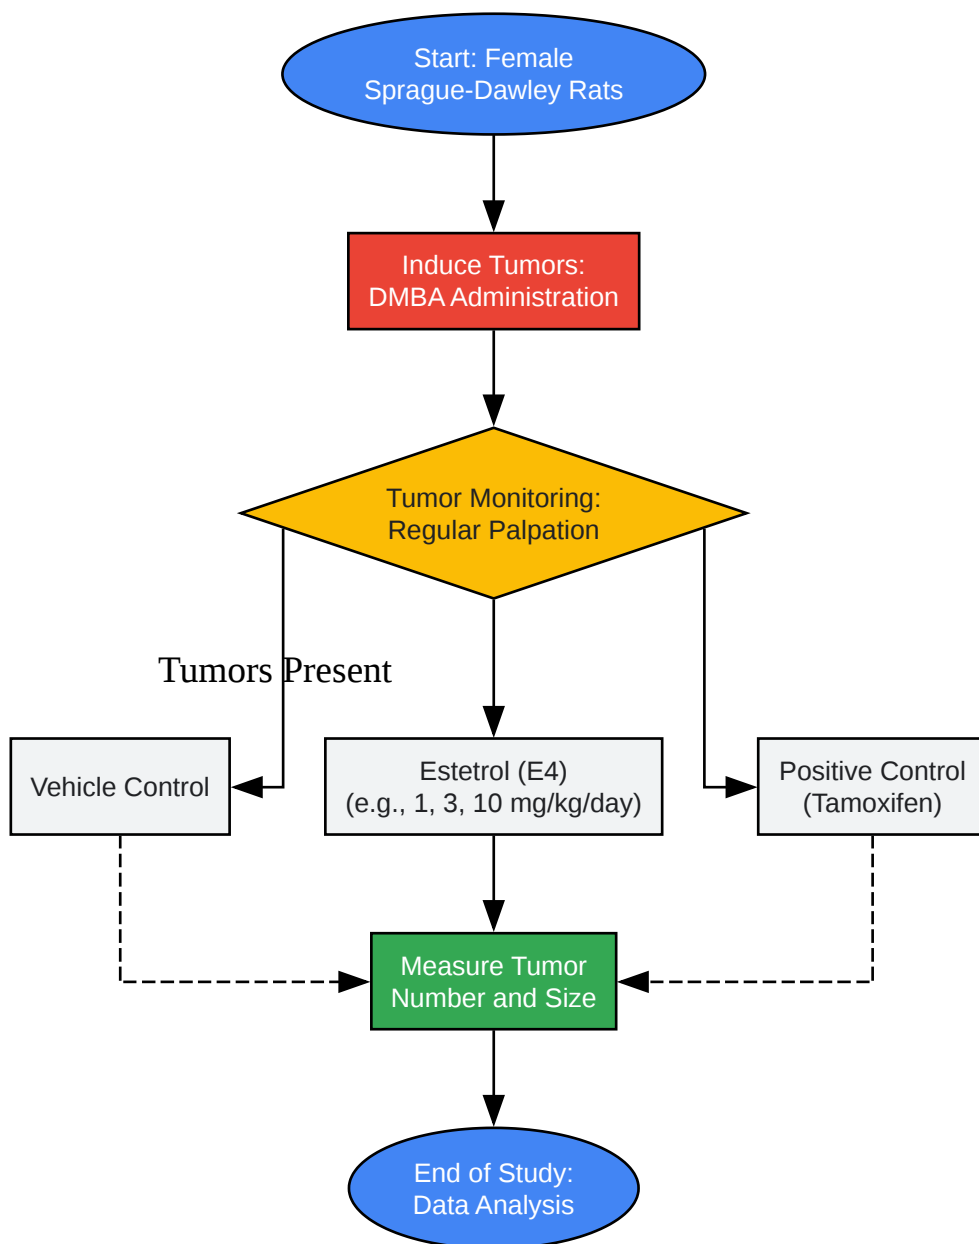 Start: Female
Sprague-Dawley Rats
Induce Tumors:
DMBA Administration
Tumor Monitoring:
Regular Palpation
Tumors Present
Vehicle Control
Estetrol (E4)
(e.g., 1, 3, 10 mg/kg/day)
Positive Control
(Tamoxifen)
Measure Tumor
Number and Size
End of Study:
Data Analysis